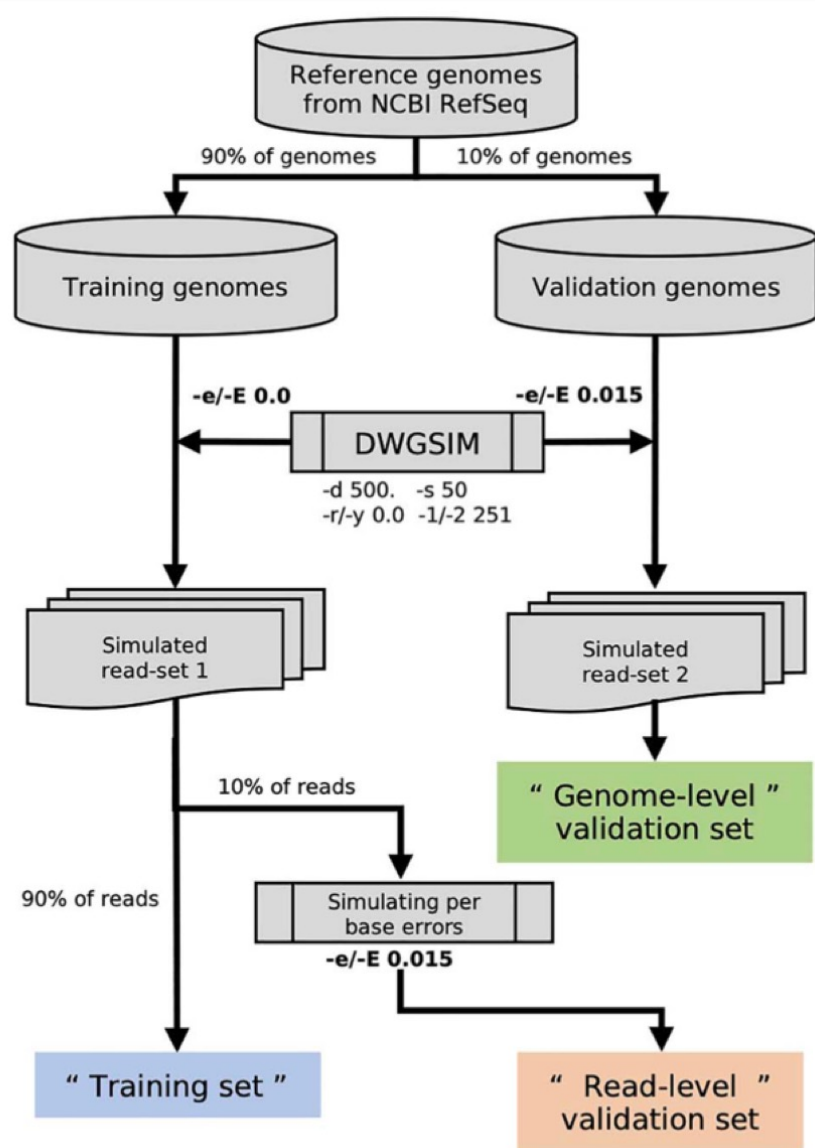 Reference genomes
from NCBI RefSeq
90% of genomes
10% of genomes
Training genomes
Validation genomes
-e/-E 0.0
-e/-E 0.015
DWGSIM
-d 500. -s 50
-r/-y 0.0 -1/-2 251
Simulated
read-set 1
Simulated
read-set 2
10% of reads
“ Genome-level ”
validation set
90% of reads
Simulating per
base errors
-e/-E 0.015
“ Training set ”
“ Read-level ”
validation set